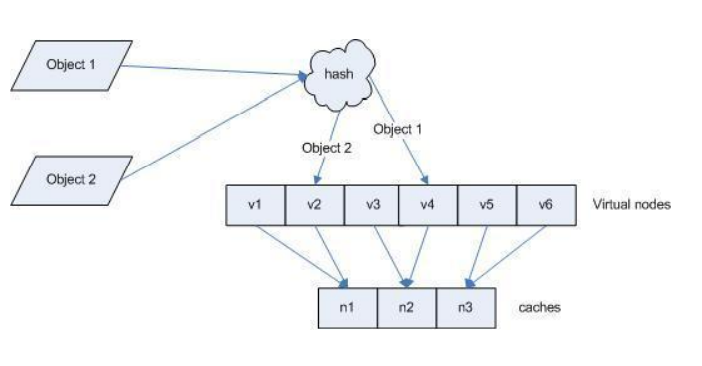 Object 1
hash
Object 1
Object 2
Object 2
v1 v2 v3 v4 v5 v6 Virtual nodes
n1 n2 n3 caches